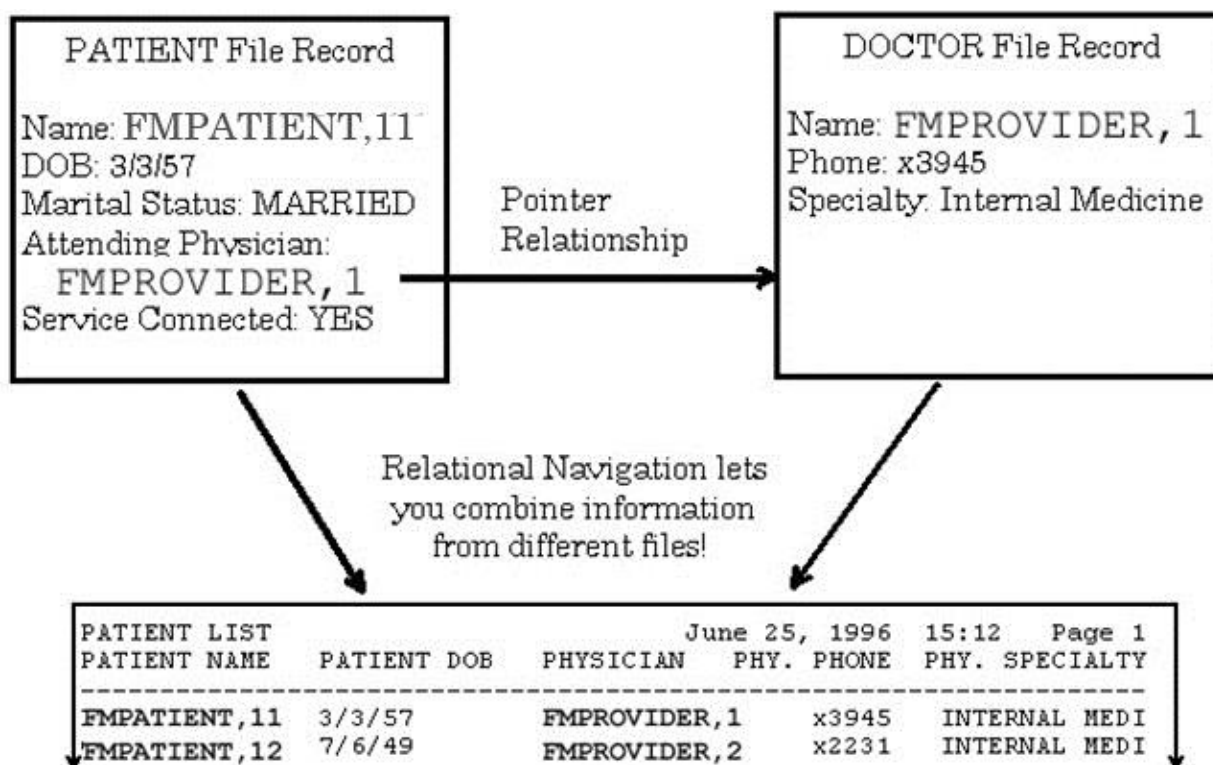 PATIENT File Record
Name: FMPATIENT,11
DOB: 3/3/57
Marital Status: MARRIED
Attending Physician:
FMPROVIDER,1
Service Connected: YES
Pointer
Relationship
DOCTOR File Record
Name: FMPROVIDER,1
Phone: x3945
Specialty: Internal Medicine
Relational Navigation lets
you combine information
from different files!
PATIENT LIST June 25, 1996 15:12 Page 1
PATIENT NAME PATIENT DOB PHYSICIAN PHY. PHONE PHY. SPECIALTY
--------------------------------------------------------------------------
FMPATIENT,11 3/3/57 FMPROVIDER,1 x3945 INTERNAL MEDI
FMPATIENT,12 7/6/49 FMPROVIDER,2 x2231 INTERNAL MEDI